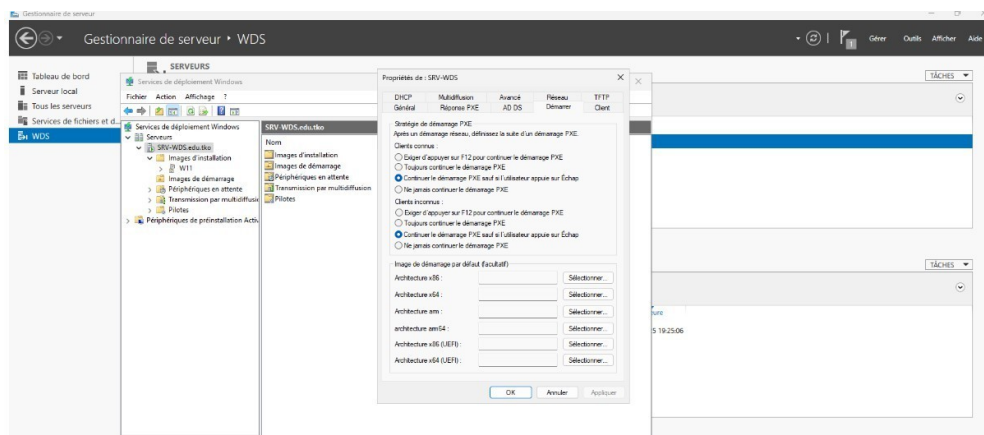 Gestionnaire de serveur
Gestionnaire de serveur • WDS
1
Gérer Outils Afficher Aide
Tableau de bord
Serveur local
Tous les serveurs
Services de fichiers et d...
WDS
SERVEURS
TÂCHES
Services de déploiement Windows
Fichier Action Affichage ?
Services de déploiement Windows
Serveurs
SRV-WDS.edu.tko
Images d'installation
W11
Images de démarrage
Périphériques en attente
Transmission par multidiffusi
Pilotes
Périphériques de préinstallation Activ
SRV-WDS.edu.tko
Nom
Images d'installation
Images de démarrage
Périphériques en attente
Transmission par multidiffusion
Pilotes
Propriétés de : SRV-WDS
DHCP Multidiffusion Avancé Réseau TFTP
Général Réponse PXE AD DS Démarrer Client
Stratégie de démarrage PXE
Après un démarrage réseau, définissez la suite d'un démarrage PXE.
Clients connus :
Exiger d'appuyer sur F12 pour continuer le démarrage PXE
Toujours continuer le démarrage PXE
Continuer le démarrage PXE sauf si l'utilisateur appuie sur Échap
Ne jamais continuer le démarrage PXE
Clients inconnus :
Exiger d'appuyer sur F12 pour continuer le démarrage PXE
Toujours continuer le démarrage PXE
Continuer le démarrage PXE sauf si l'utilisateur appuie sur Échap
Ne jamais continuer le démarrage PXE
Image de démarrage par défaut (facultatif)
Architecture x86 : Sélectionner...
Architecture x64 : Sélectionner...
Architecture arm : Sélectionner...
architecture arm64 : Sélectionner...
Architecture x86 (UEFI) : Sélectionner...
Architecture x64 (UEFI) : Sélectionner...
OK Annuler Appliquer
TÂCHES
5 19:25:06